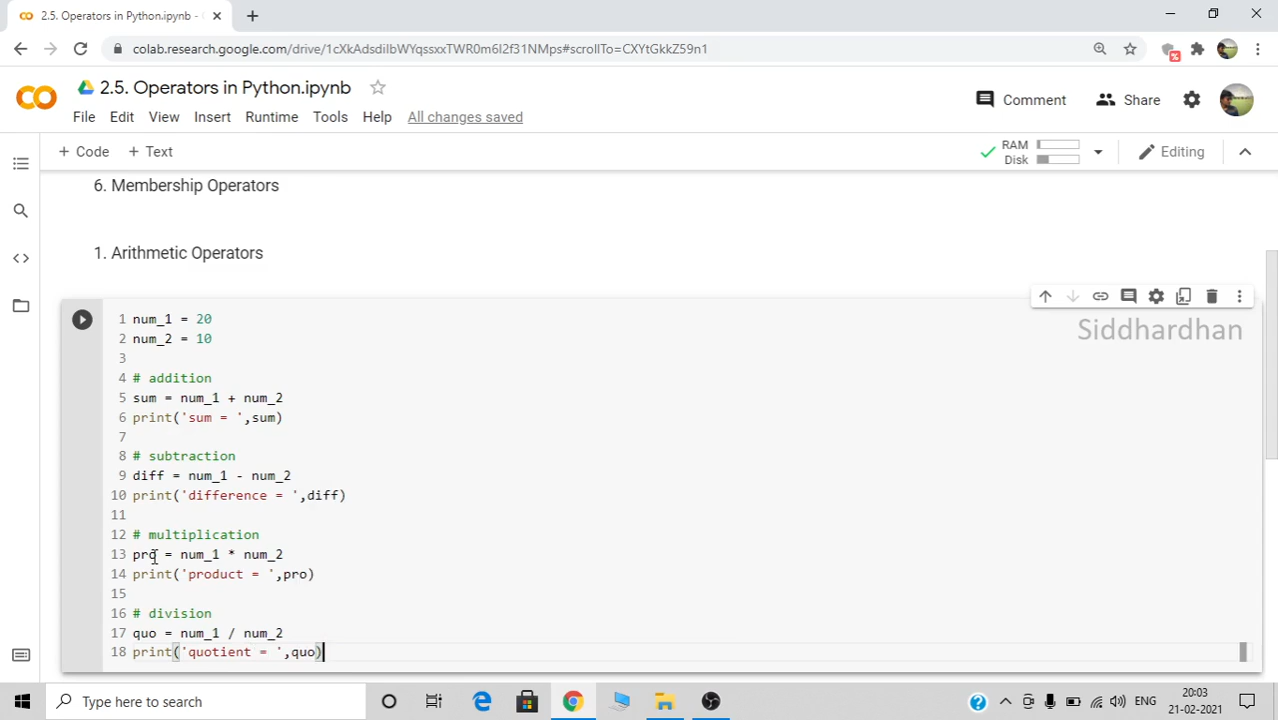 2.5. Operators in Python.ipynb -
colab.research.google.com/drive/1cXkAdsdiIbWYqssxxTWR0m6I2f31NMps#scrollTo=CXYtGkkZ59n1
2.5. Operators in Python.ipynb
Comment
Share
File Edit View Insert Runtime Tools Help All changes saved
+ Code + Text
RAM
Disk
Editing
6. Membership Operators
1. Arithmetic Operators
Siddhardhan
1 num_1 = 20
2 num_2 = 10
3
4 # addition
5 sum = num_1 + num_2
6 print('sum = ',sum)
7
8 # subtraction
9 diff = num_1 - num_2
10 print('difference = ',diff)
11
12 # multiplication
13 pro = num_1 * num_2
14 print('product = ',pro)
15
16 # division
17 quo = num_1 / num_2
18 print('quotient = ',quo)
Type here to search
ENG
20:03
21-02-2021